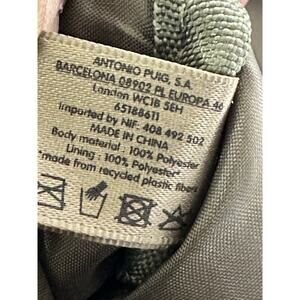 ANTONIO PUIG, S.A.
BARCELONA 08902 PL EUROPA 46
London WC1B 5EH
65188611
Imported by NIF: 408 492 502
MADE IN CHINA
Body material: 100% Polyester*
Lining: 100% Polyester*
*made from recycled plastic fibers